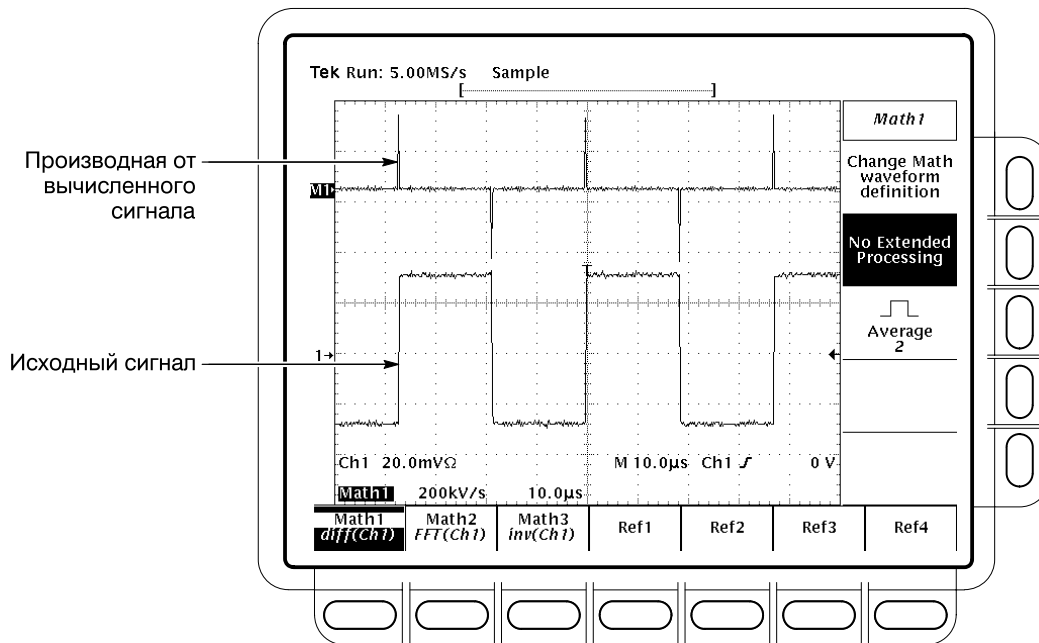 Tek Run: 5.00MS/s Sample
Math1
Производная от
вычисленного
сигнала
M1
Change Math
waveform
definition
No Extended
Processing
Average
2
Исходный сигнал
1
T
Ch1 20.0mVΩ M 10.0µs Ch1 0 V
Math1 200kV/s 10.0µs
Math1
diff(Ch1)
Math2
FFT(Ch1)
Math3
inv(Ch1)
Ref1
Ref2
Ref3
Ref4